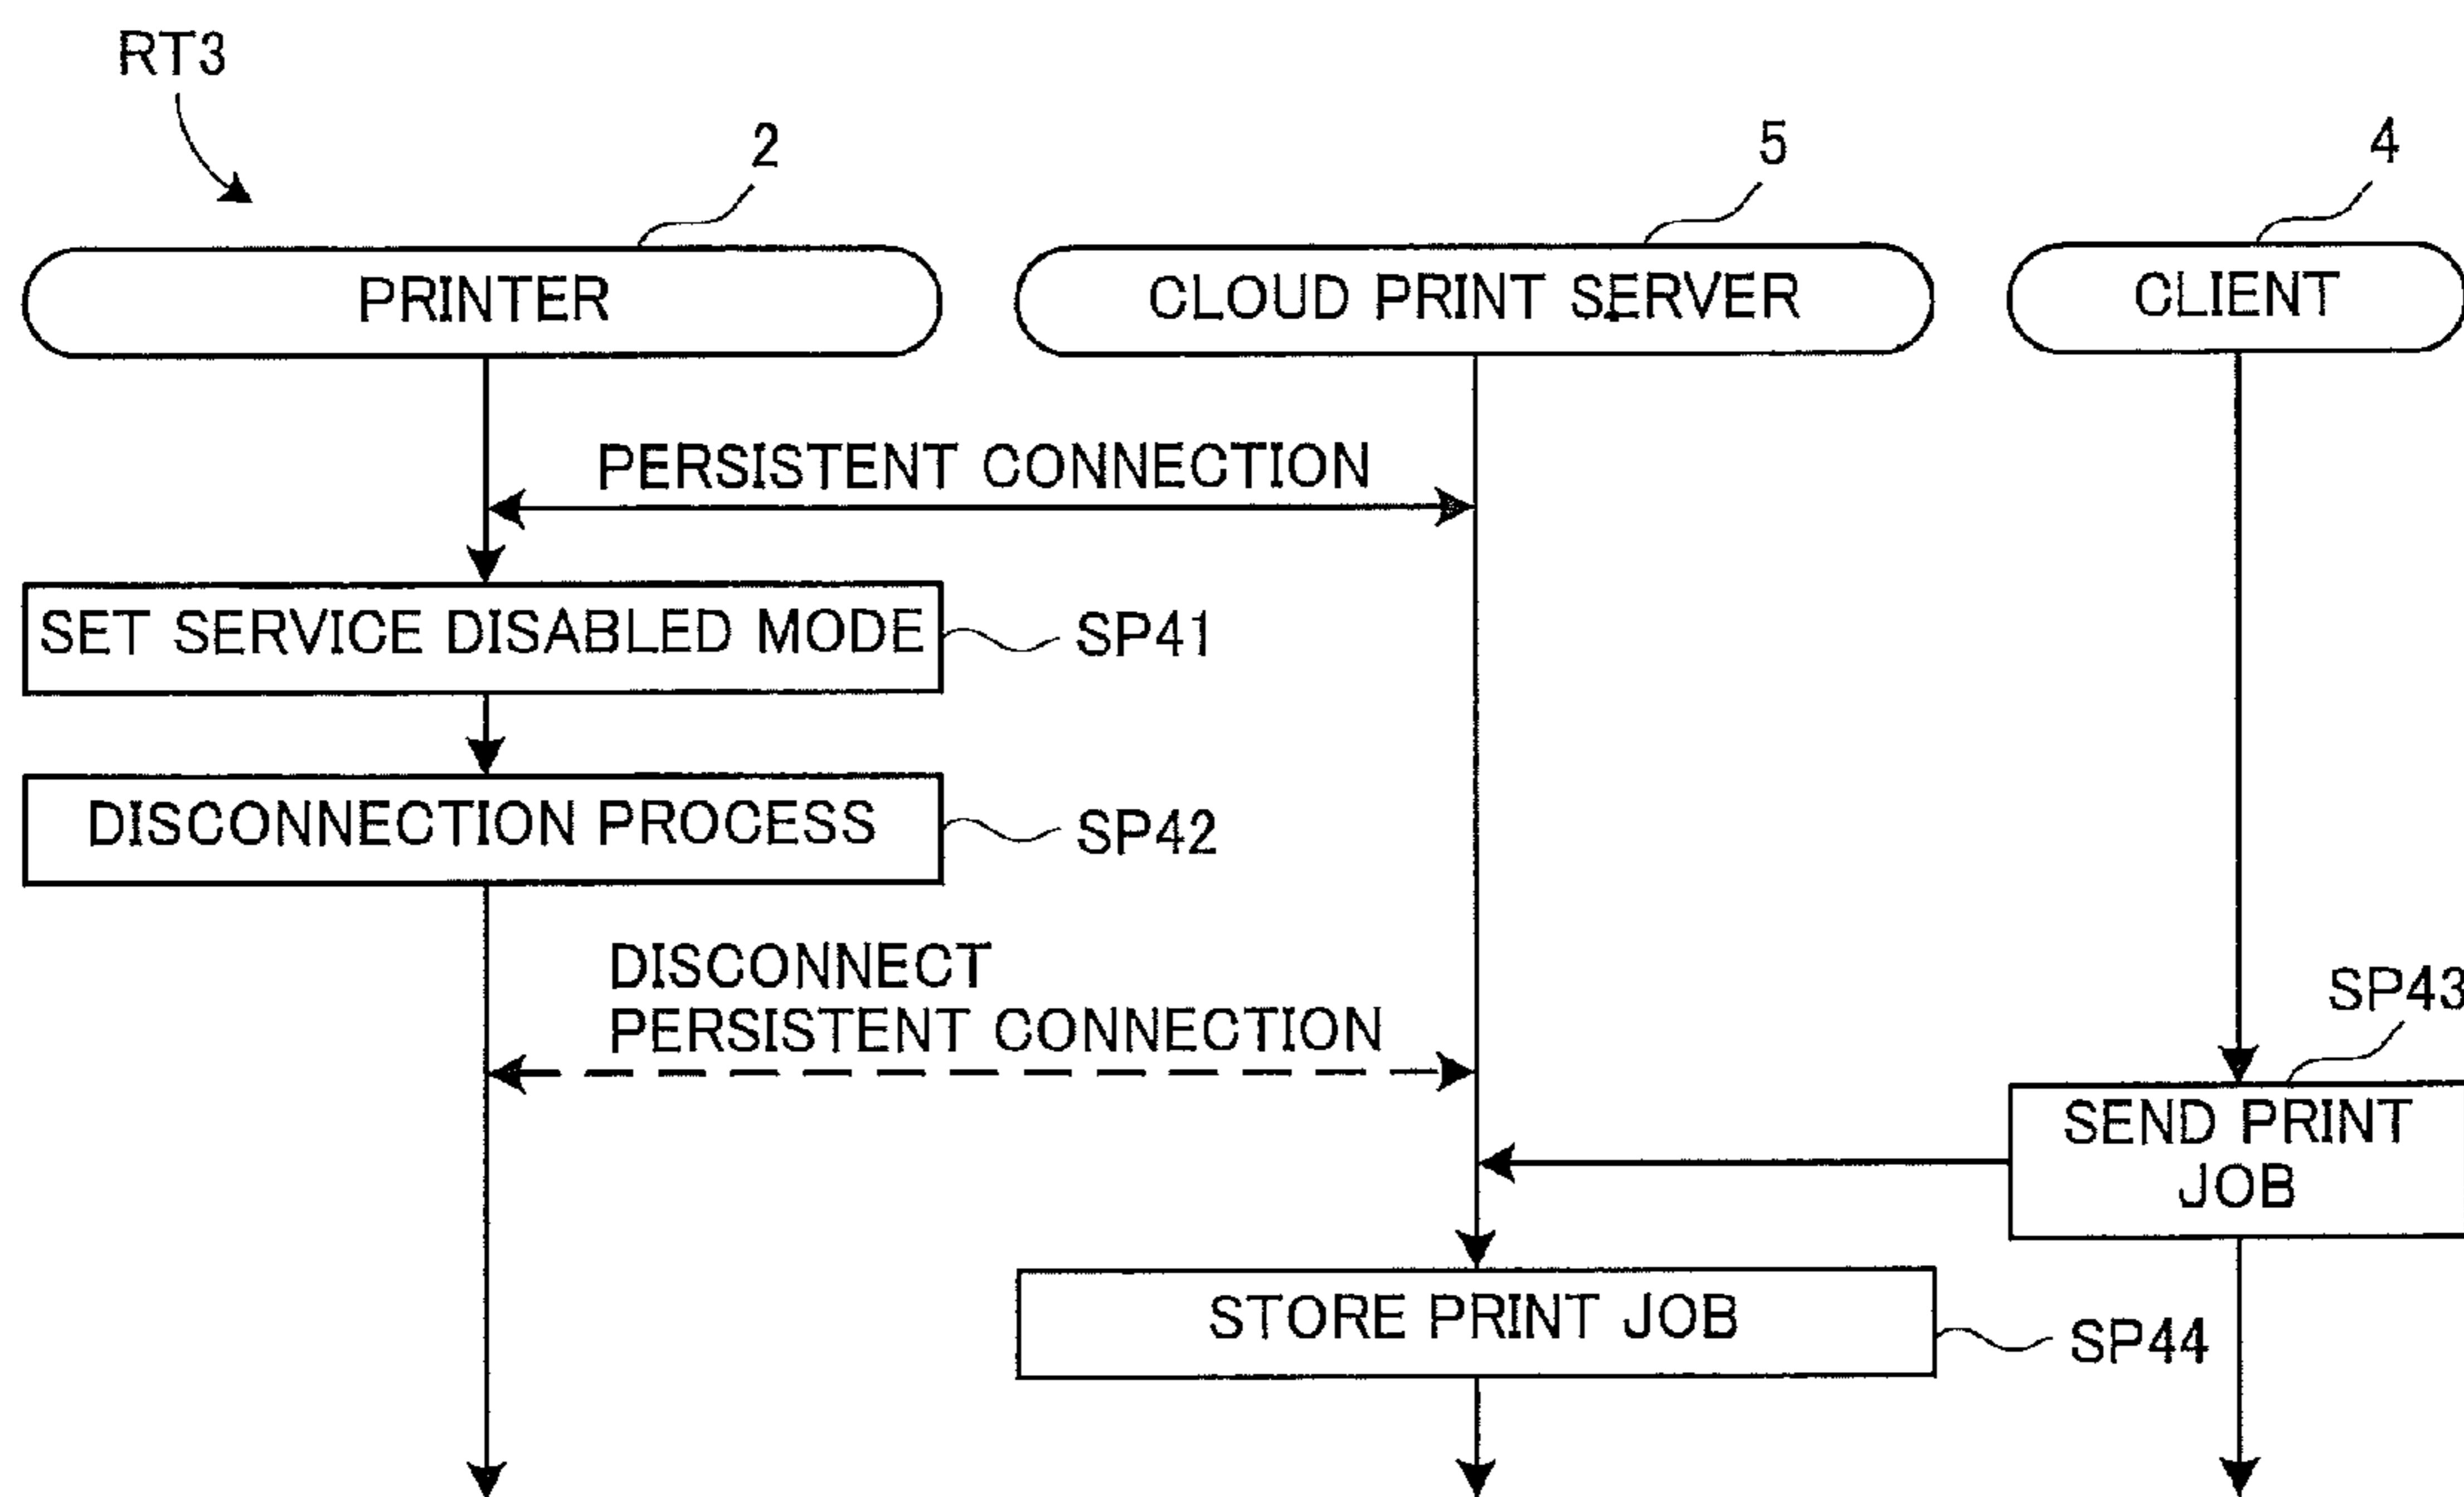 RT3
2
5
4
PRINTER
CLOUD PRINT SERVER
CLIENT
PERSISTENT CONNECTION
SET SERVICE DISABLED MODE
SP41
DISCONNECTION PROCESS
SP42
DISCONNECT
PERSISTENT CONNECTION
SP43
SEND PRINT
JOB
STORE PRINT JOB
SP44